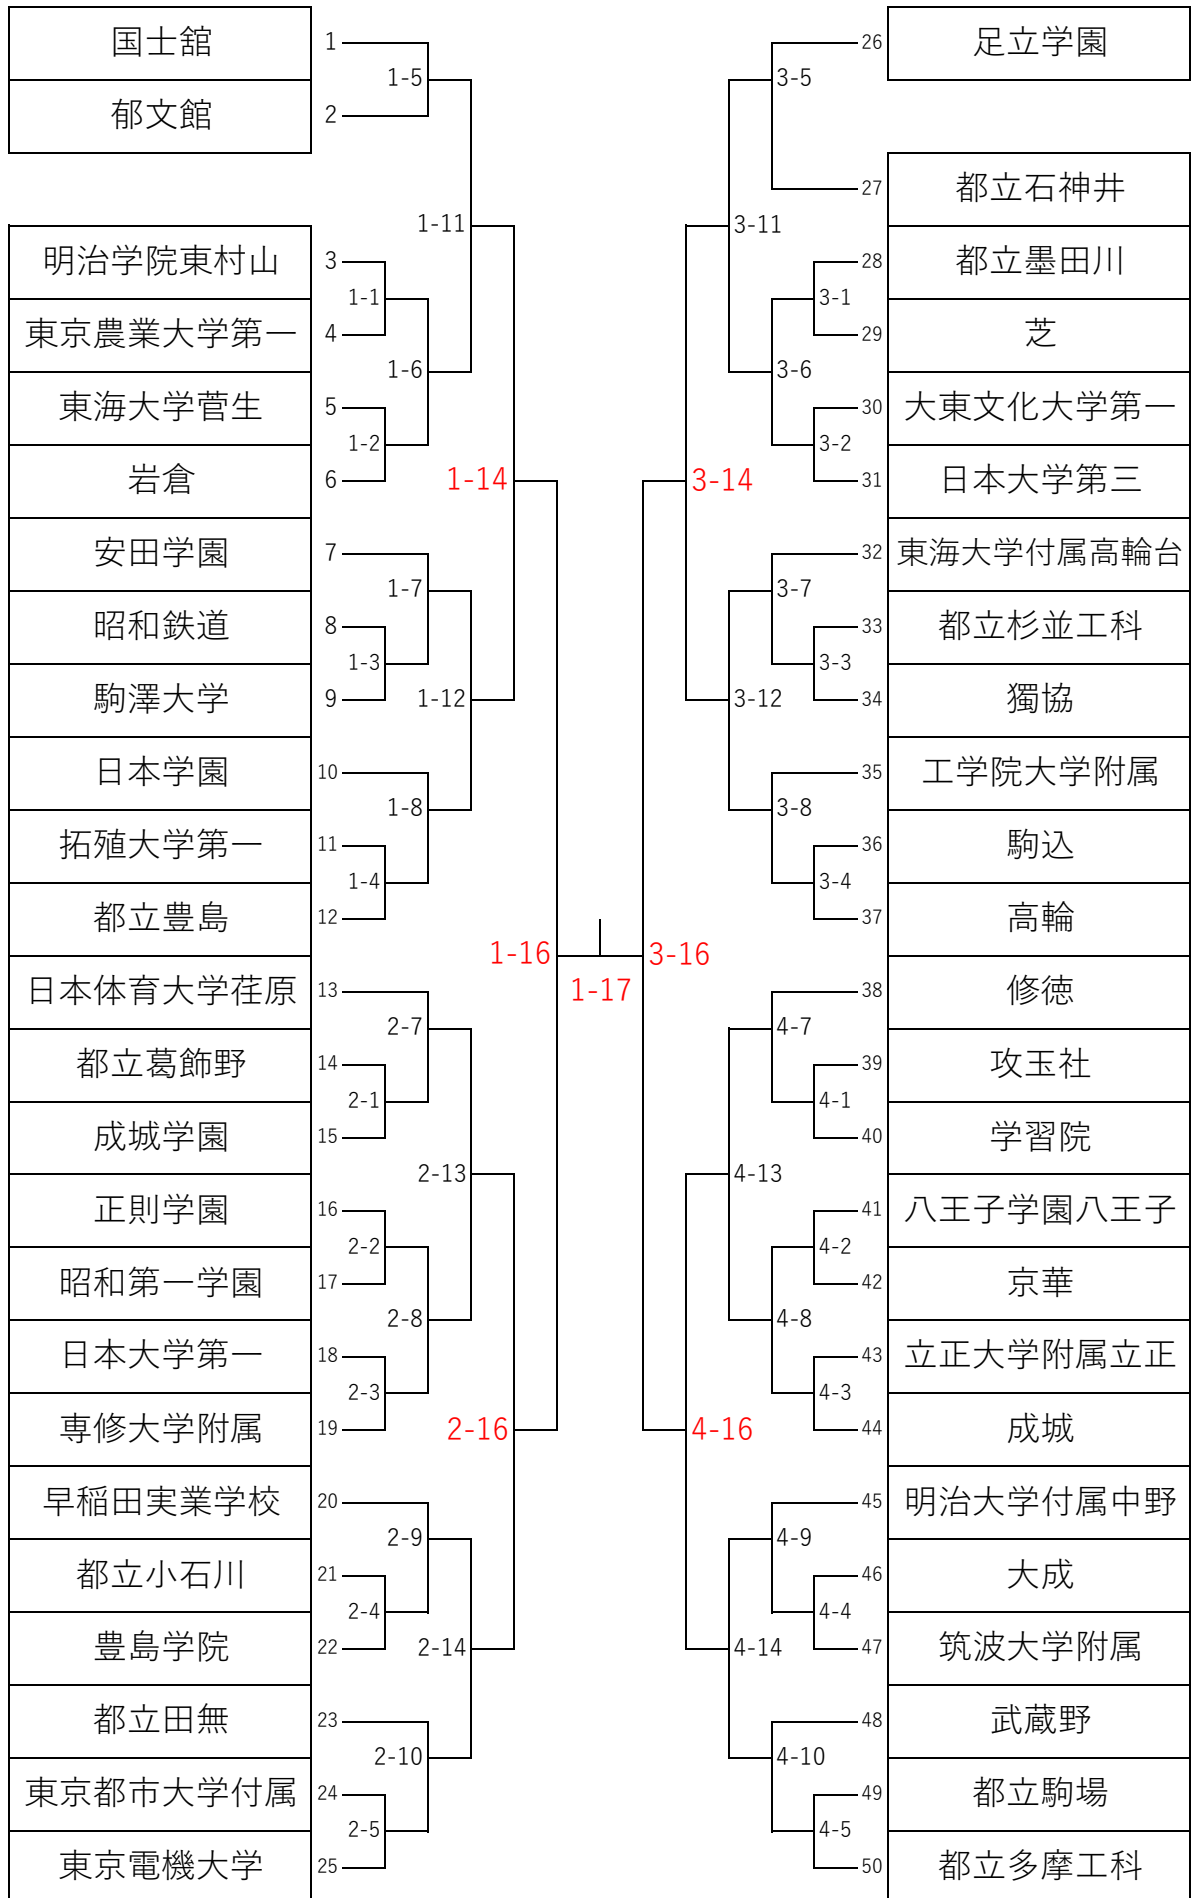 国士舘 1
1-5
郁文館 2
1-11
明治学院東村山 3
1-1
東京農業大学第一 4
1-6
東海大学菅生 5
1-2
岩倉 6
1-14
安田学園 7
1-7
昭和鉄道 8
1-3
駒澤大学 9
1-12
日本学園 10
1-8
拓殖大学第一 11
1-4
都立豊島 12
1-16
日本体育大学荏原 13
2-7
都立葛飾野 14
2-1
成城学園 15
2-13
正則学園 16
2-2
昭和第一学園 17
2-8
日本大学第一 18
2-3
専修大学附属 19
2-16
早稲田実業学校 20
2-9
都立小石川 21
2-4
豊島学院 22
2-14
都立田無 23
2-10
東京都市大学付属 24
2-5
東京電機大学 25
1-17
26 足立学園
3-5
27 都立石神井
3-11
28 都立墨田川
3-1
29 芝
3-6
30 大東文化大学第一
3-2
31 日本大学第三
3-14
32 東海大学付属高輪台
3-7
33 都立杉並工科
3-3
34 獨協
3-12
35 工学院大学附属
3-8
36 駒込
3-4
37 高輪
3-16
38 修徳
4-7
39 攻玉社
4-1
40 学習院
4-13
41 八王子学園八王子
4-2
42 京華
4-8
43 立正大学附属立正
4-3
44 成城
4-16
45 明治大学付属中野
4-9
46 大成
4-4
47 筑波大学附属
4-14
48 武蔵野
4-10
49 都立駒場
4-5
50 都立多摩工科